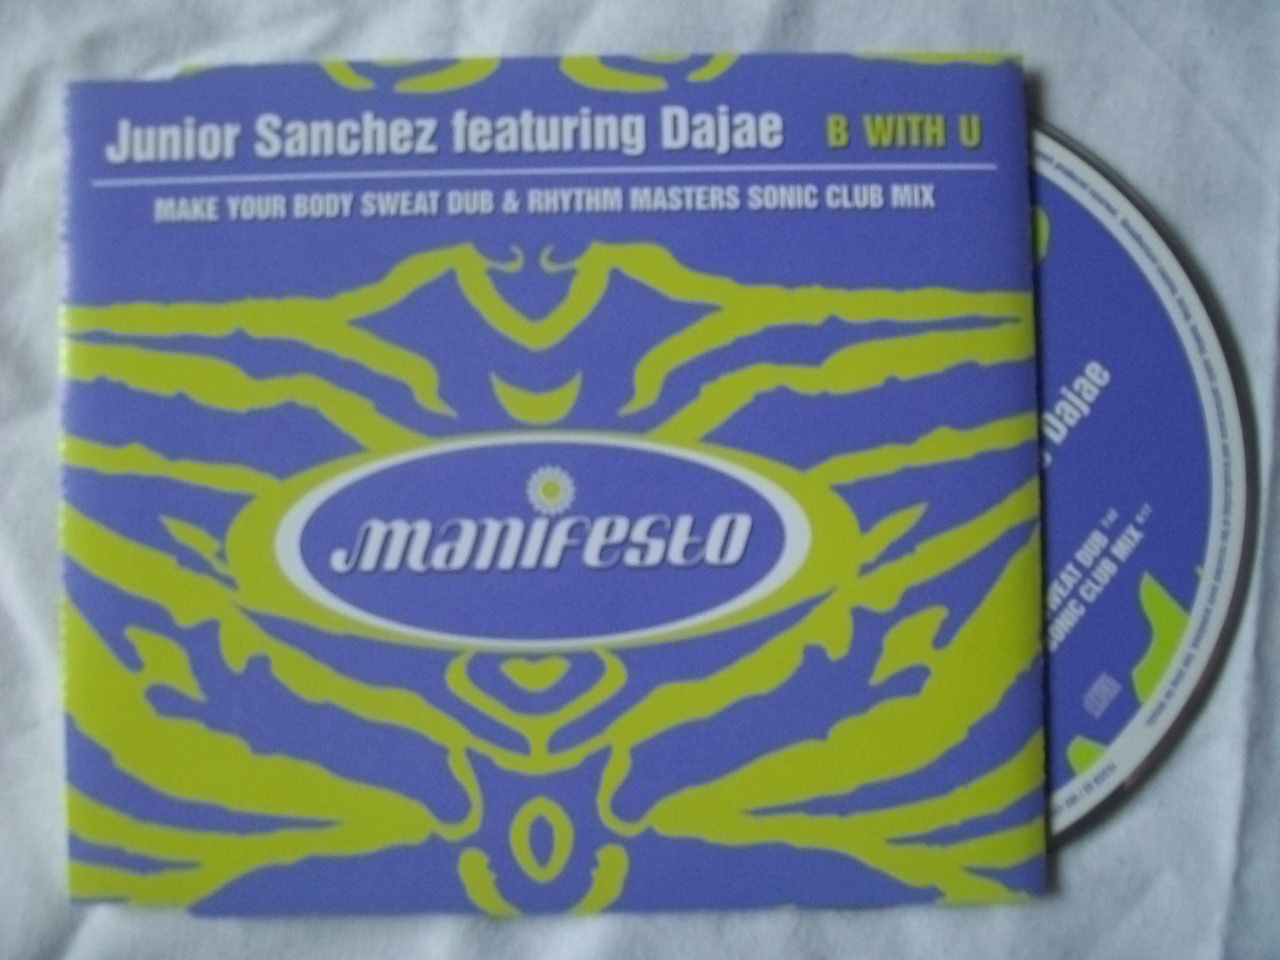 Junior Sanchez featuring Dajae B WITH U
MAKE YOUR BODY SWEAT DUB & RHYTHM MASTERS SONIC CLUB MIX
manifesto
Dajae
SWEAT DUB
SONIC CLUB MIX